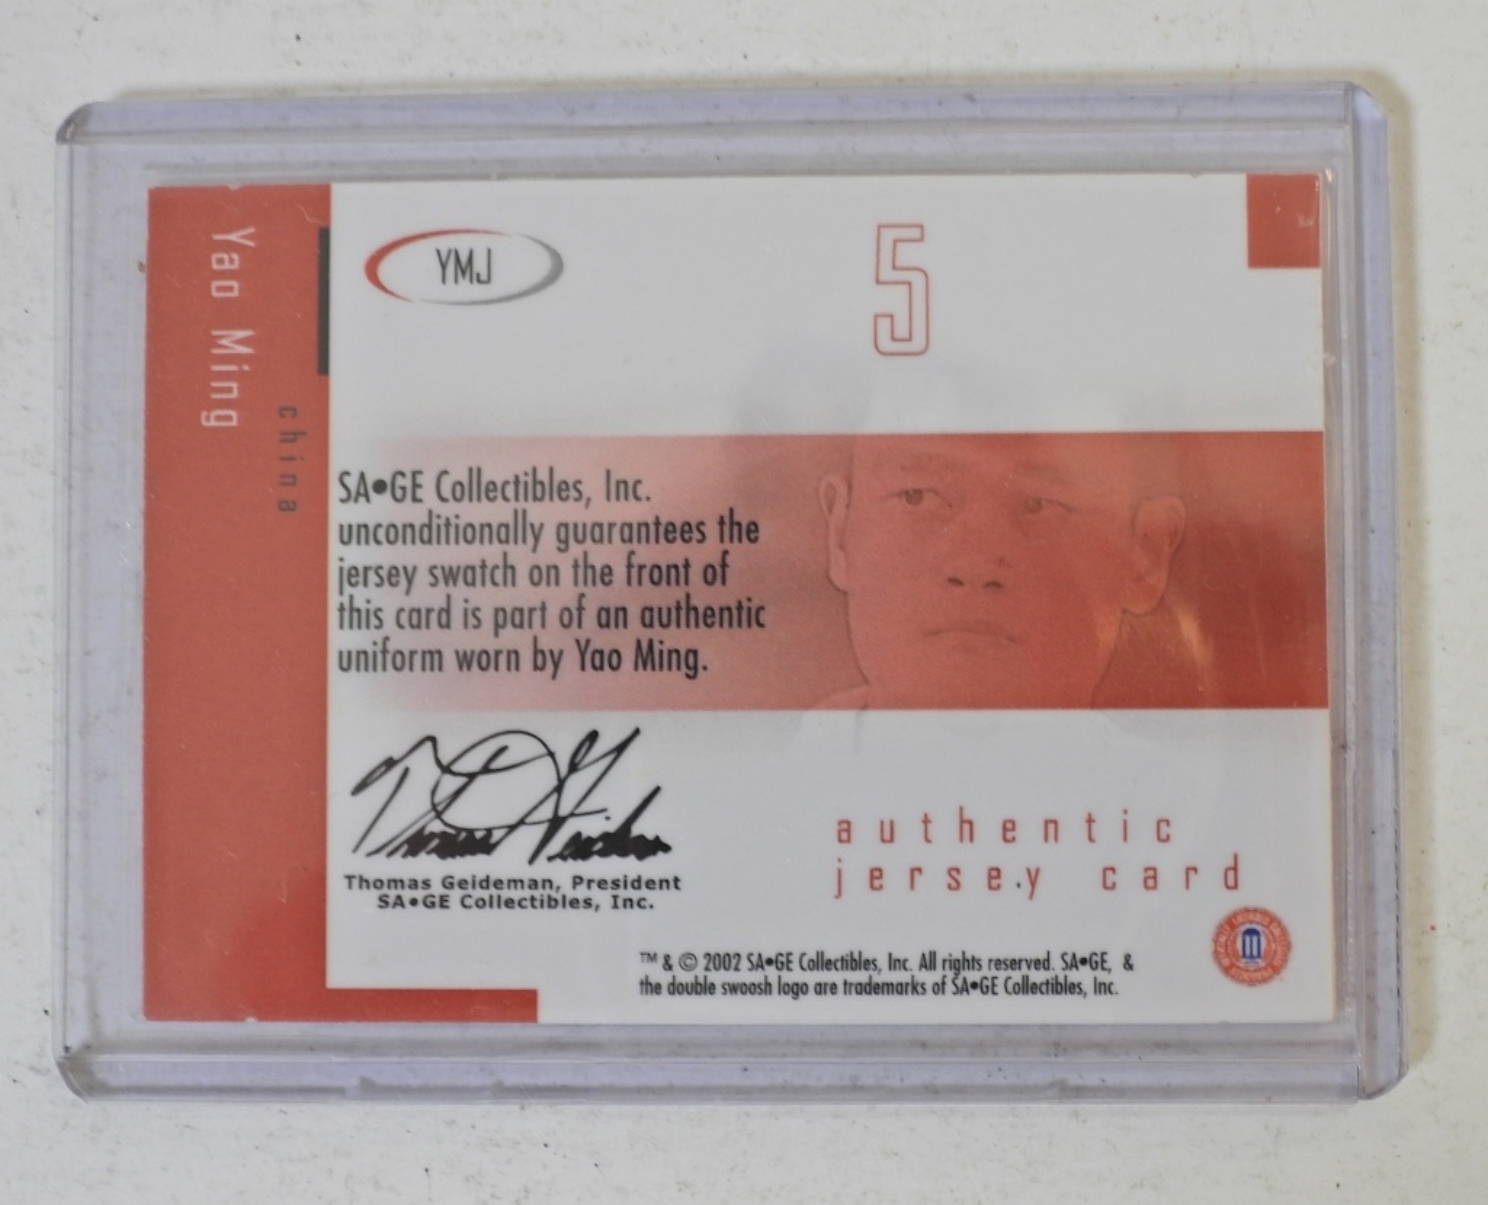 Yao Ming
china
YMJ
5
SA•GE Collectibles, Inc.
unconditionally guarantees the
jersey swatch on the front of
this card is part of an authentic
uniform worn by Yao Ming.
Thomas Geideman, President
SA•GE Collectibles, Inc.
authentic
jersey card
™ & © 2002 SA•GE Collectibles, Inc. All rights reserved. SA•GE, &
the double swoosh logo are trademarks of SA•GE Collectibles, Inc.